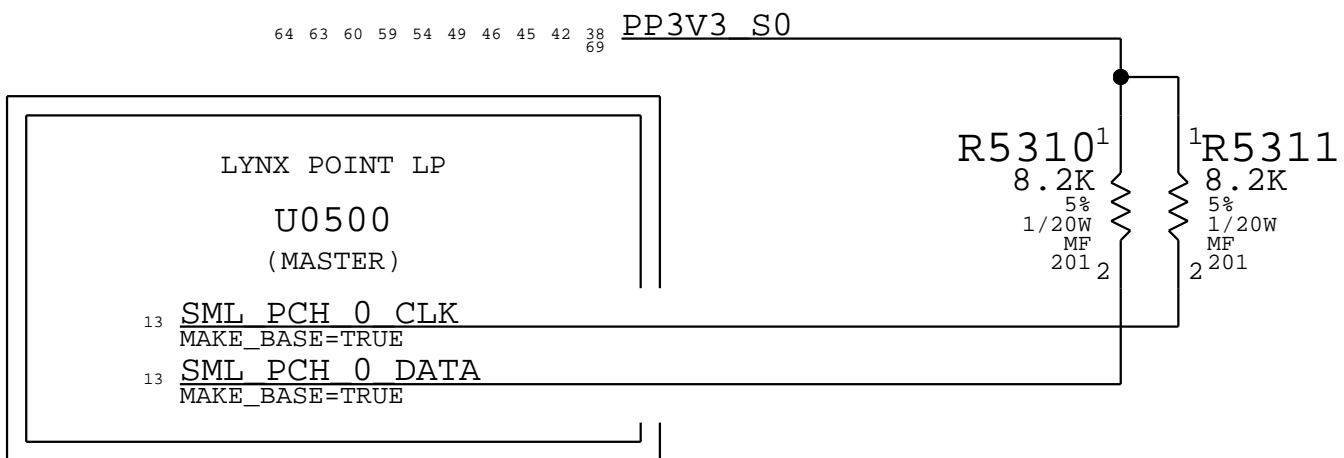 64 63 60 59 54 49 46 45 42 38 PP3V3_S0
69
LYNX POINT LP
U0500
(MASTER)
13 SML_PCH_0_CLK
MAKE_BASE=TRUE
13 SML_PCH_0_DATA
MAKE_BASE=TRUE
R5310 1
8.2K
5%
1/20W
MF
201 2
1 R5311
8.2K
5%
1/20W
MF
2 201